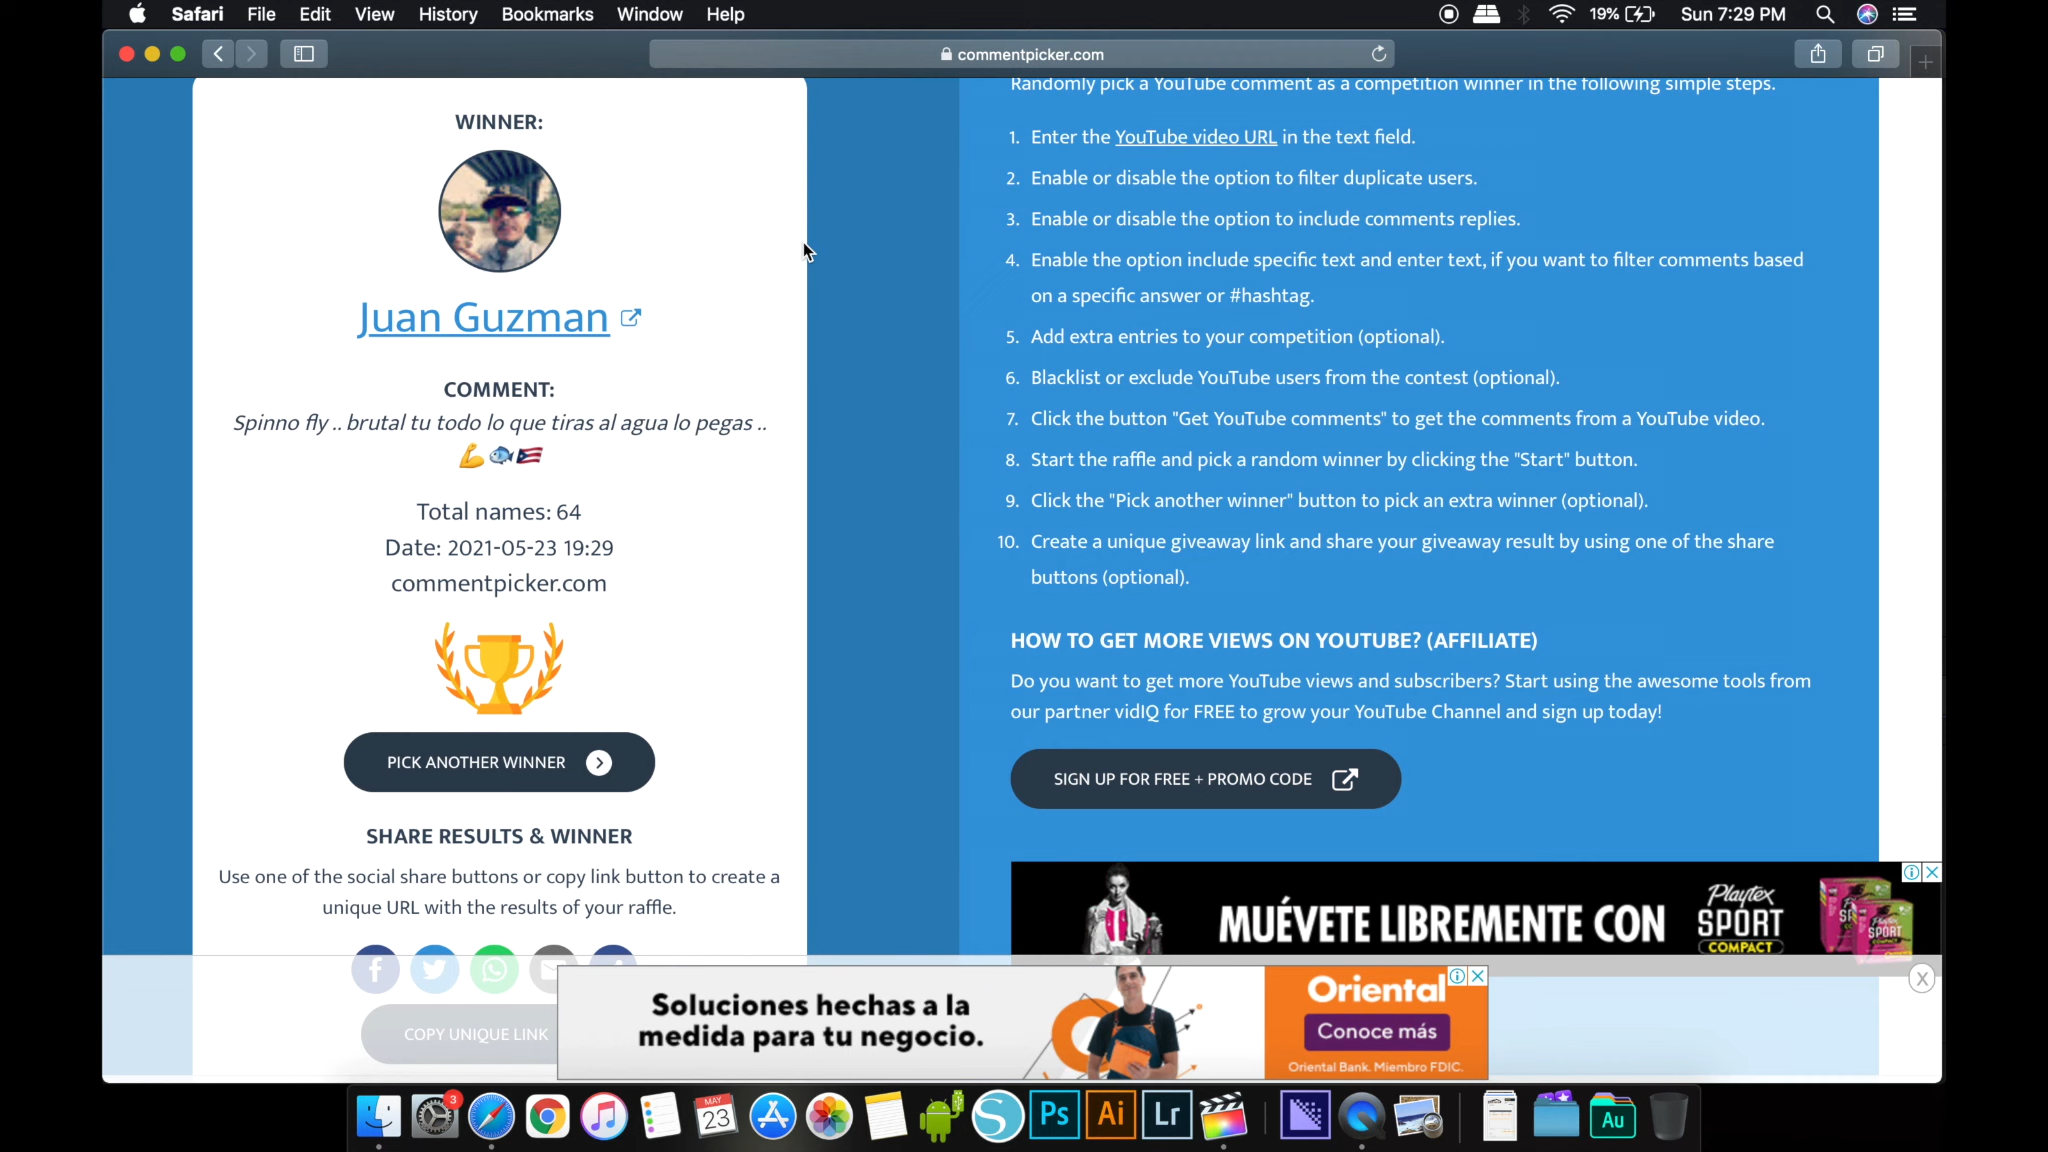 Safari File Edit View History Bookmarks Window Help
19% Sun 7:29 PM
commentpicker.com
WINNER:
Juan Guzman
COMMENT:
Spinno fly .. brutal tu todo lo que tiras al agua lo pegas ..
💪🐟🇵🇷
Total names: 64
Date: 2021-05-23 19:29
commentpicker.com
PICK ANOTHER WINNER
SHARE RESULTS & WINNER
Use one of the social share buttons or copy link button to create a
unique URL with the results of your raffle.
COPY UNIQUE LINK
Randomly pick a YouTube comment as a competition winner in the following simple steps.
1. Enter the YouTube video URL in the text field.
2. Enable or disable the option to filter duplicate users.
3. Enable or disable the option to include comments replies.
4. Enable the option include specific text and enter text, if you want to filter comments based
on a specific answer or #hashtag.
5. Add extra entries to your competition (optional).
6. Blacklist or exclude YouTube users from the contest (optional).
7. Click the button "Get YouTube comments" to get the comments from a YouTube video.
8. Start the raffle and pick a random winner by clicking the "Start" button.
9. Click the "Pick another winner" button to pick an extra winner (optional).
10. Create a unique giveaway link and share your giveaway result by using one of the share
buttons (optional).
HOW TO GET MORE VIEWS ON YOUTUBE? (AFFILIATE)
Do you want to get more YouTube views and subscribers? Start using the awesome tools from
our partner vidIQ for FREE to grow your YouTube Channel and sign up today!
SIGN UP FOR FREE + PROMO CODE
MUÉVETE LIBREMENTE CON
Playtex
SPORT
COMPACT
Soluciones hechas a la
medida para tu negocio.
Oriental
Conoce más
Oriental Bank. Miembro FDIC.
X
3
MAY
23
Ps
Ai
Lr
Au